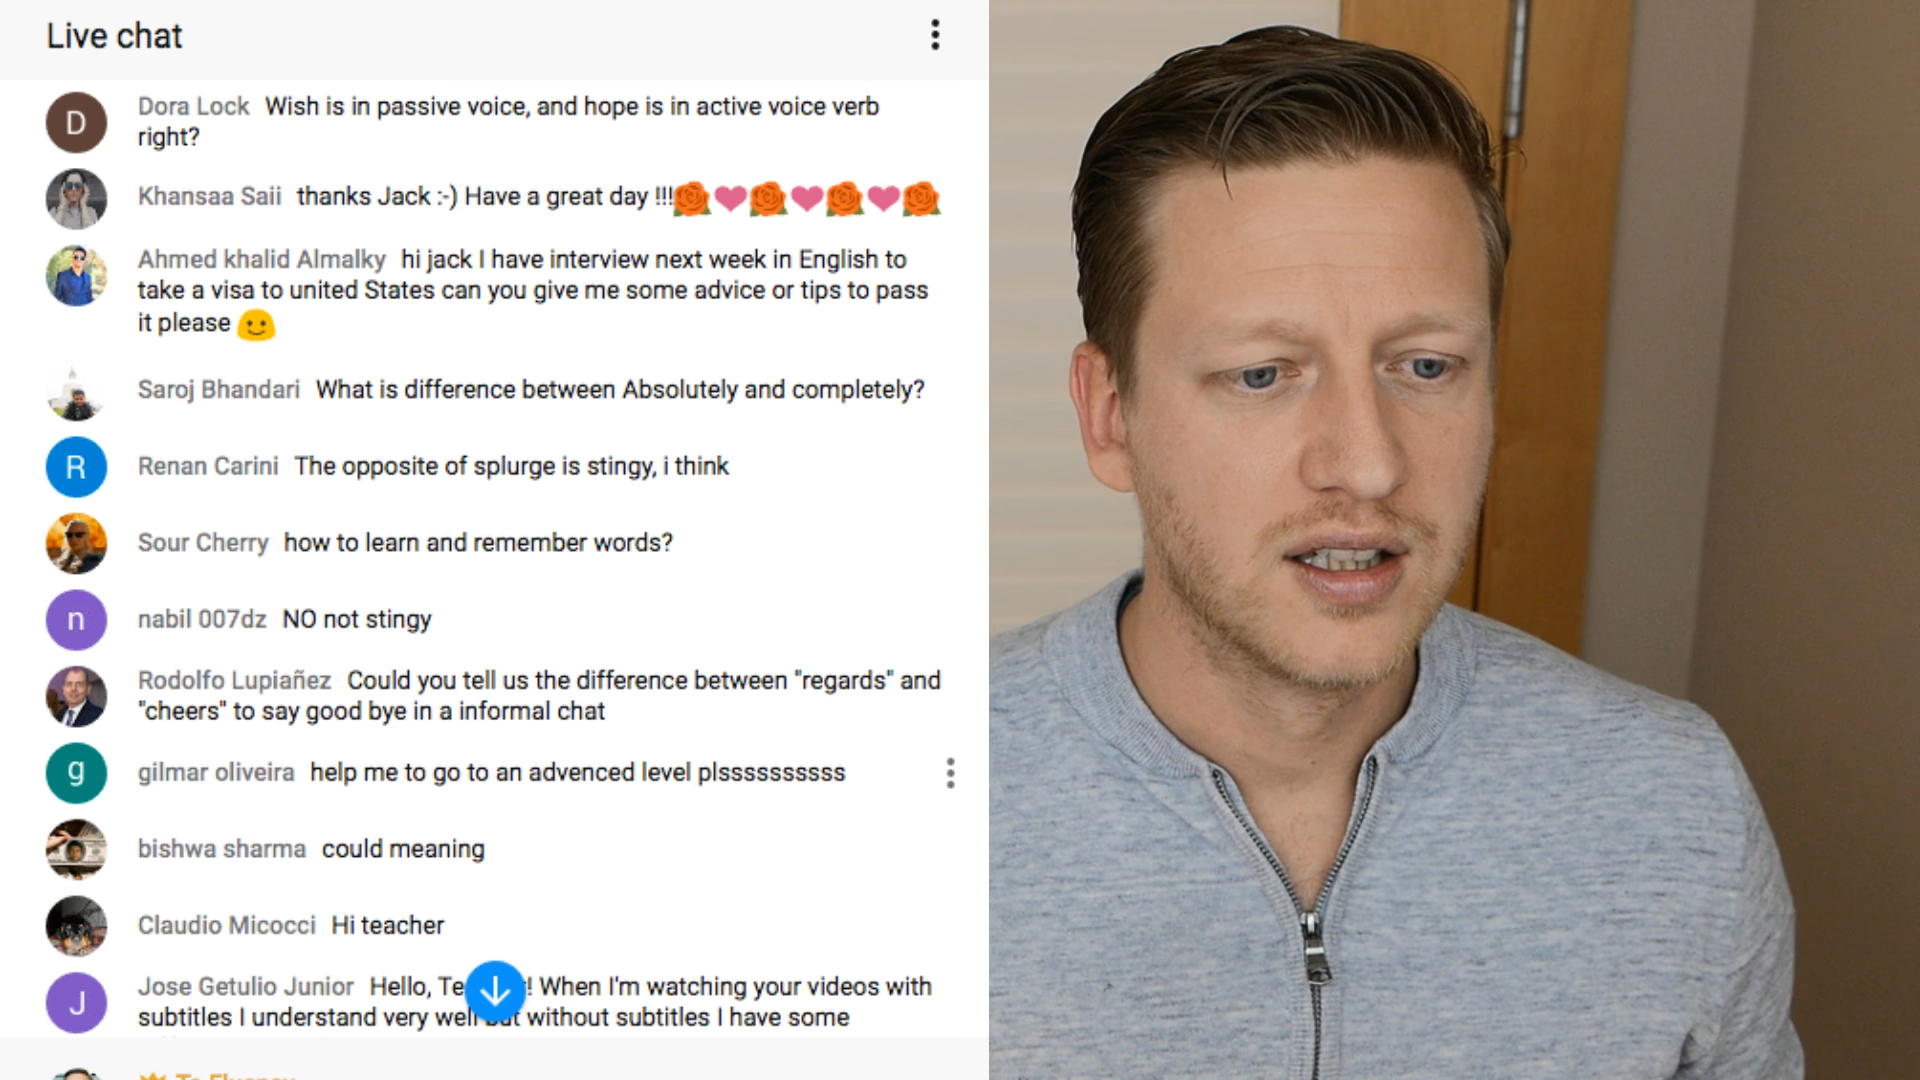 Live chat
Dora Lock Wish is in passive voice, and hope is in active voice verb
right?
D
Khansaa Saii thanks Jack :-) Have a great day !!!🌹💗🌹💗🌹💗🌹
Ahmed khalid Almalky hi jack I have interview next week in English to
take a visa to united States can you give me some advice or tips to pass
it please 🙂
Saroj Bhandari What is difference between Absolutely and completely?
R Renan Carini The opposite of splurge is stingy, i think
Sour Cherry how to learn and remember words?
n nabil 007dz NO not stingy
Rodolfo Lupiañez Could you tell us the difference between "regards" and
"cheers" to say good bye in a informal chat
g gilmar oliveira help me to go to an advenced level plssssssssss
bishwa sharma could meaning
Claudio Micocci Hi teacher
J Jose Getulio Junior Hello, ! When I'm watching your videos with
subtitles I understand very well but without subtitles I have some
To Fluency